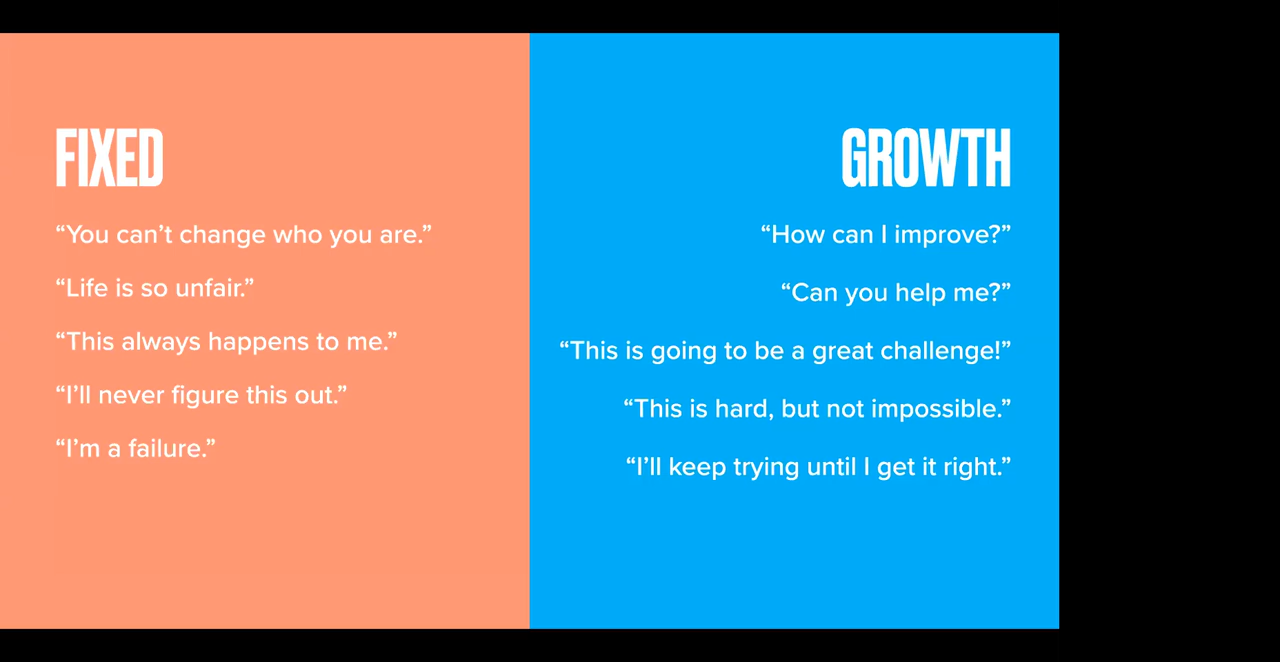 FIXED
“You can’t change who you are.”
“Life is so unfair.”
“This always happens to me.”
“I’ll never figure this out.”
“I’m a failure.”
GROWTH
“How can I improve?”
“Can you help me?”
“This is going to be a great challenge!”
“This is hard, but not impossible.”
“I’ll keep trying until I get it right.”